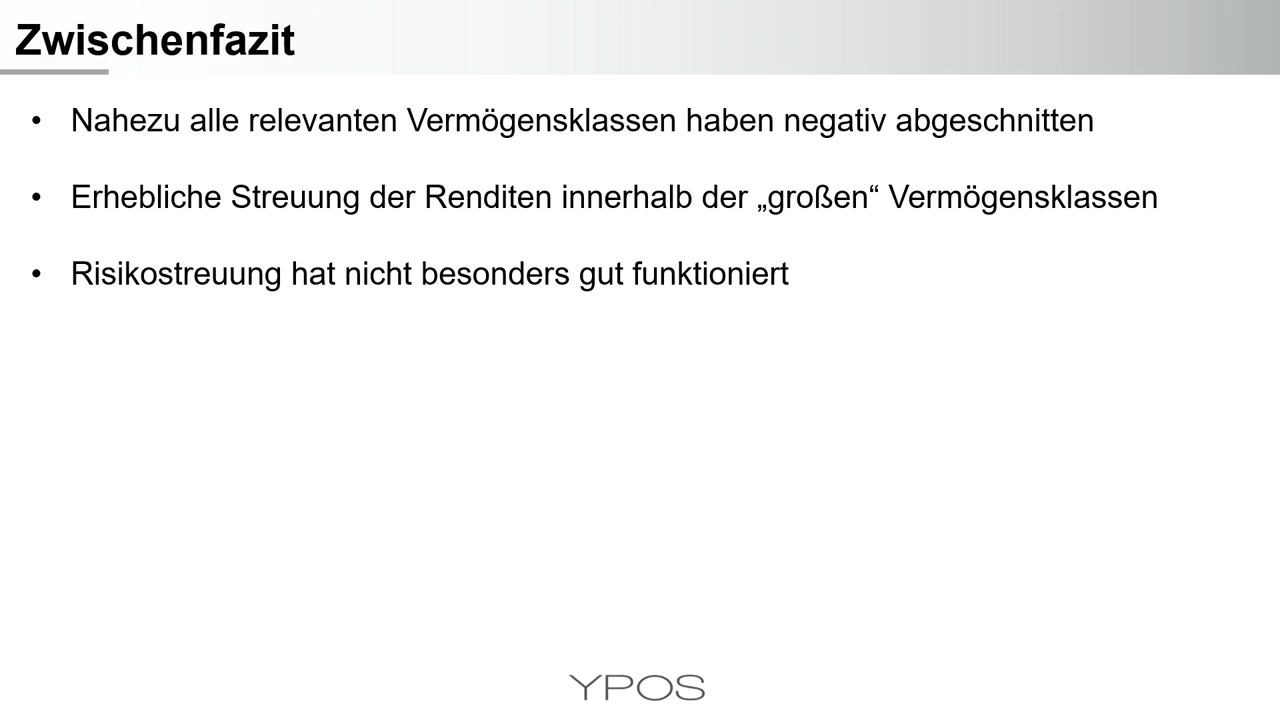 Zwischenfazit
• Nahezu alle relevanten Vermögensklassen haben negativ abgeschnitten
• Erhebliche Streuung der Renditen innerhalb der „großen“ Vermögensklassen
• Risikostreuung hat nicht besonders gut funktioniert
YPOS